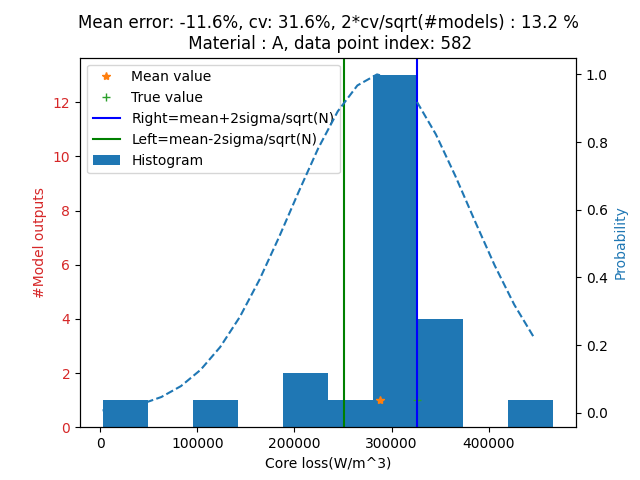 Mean error: -11.6%, cv: 31.6%, 2*cv/sqrt(#models) : 13.2 %
Material : A, data point index: 582
Mean value
True value
Right=mean+2sigma/sqrt(N)
Left=mean-2sigma/sqrt(N)
Histogram
#Model outputs
12
10
8
6
4
2
0
1.0
0.8
0.6
0.4
0.2
0.0
Probability
0
100000
200000
300000
400000
Core loss(W/m^3)